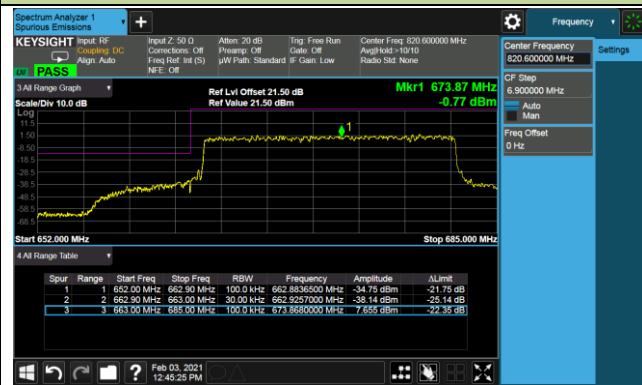 Spectrum Analyzer 1
Spurious Emissions
Frequency
KEYSIGHT Input: RF Input Z: 50 Ω Atten: 20 dB Trig: Free Run Center Freq: 820.600000 MHz
Coupling: DC Corrections: Off Preamp: Off Gate: Off Avg|Hold:>10/10
Align: Auto Freq Ref: Int (S) µW Path: Standard IF Gain: Low Radio Std: None
NFE: Off
LXI PASS
Center Frequency
820.600000 MHz
Settings
CF Step
6.900000 MHz
Auto
Man
Freq Offset
0 Hz
3 All Range Graph
Scale/Div 10.0 dB
Ref Lvl Offset 21.50 dB
Ref Value 21.50 dBm
Mkr1 673.87 MHz
-0.77 dBm
Log
11.5
1.50
-8.50
-18.5
-28.5
-38.5
-48.5
-58.5
-68.5
1
Start 652.000 MHz Stop 685.000 MHz
4 All Range Table
Spur Range Start Freq Stop Freq RBW Frequency Amplitude ΔLimit
1 1 652.00 MHz 662.90 MHz 100.0 kHz 662.8836500 MHz -34.75 dBm -21.75 dB
2 2 662.90 MHz 663.00 MHz 30.00 kHz 662.9257000 MHz -38.14 dBm -25.14 dB
3 3 663.00 MHz 685.00 MHz 100.0 kHz 673.8680000 MHz 7.655 dBm -22.35 dB
Feb 03, 2021
12:45:25 PM